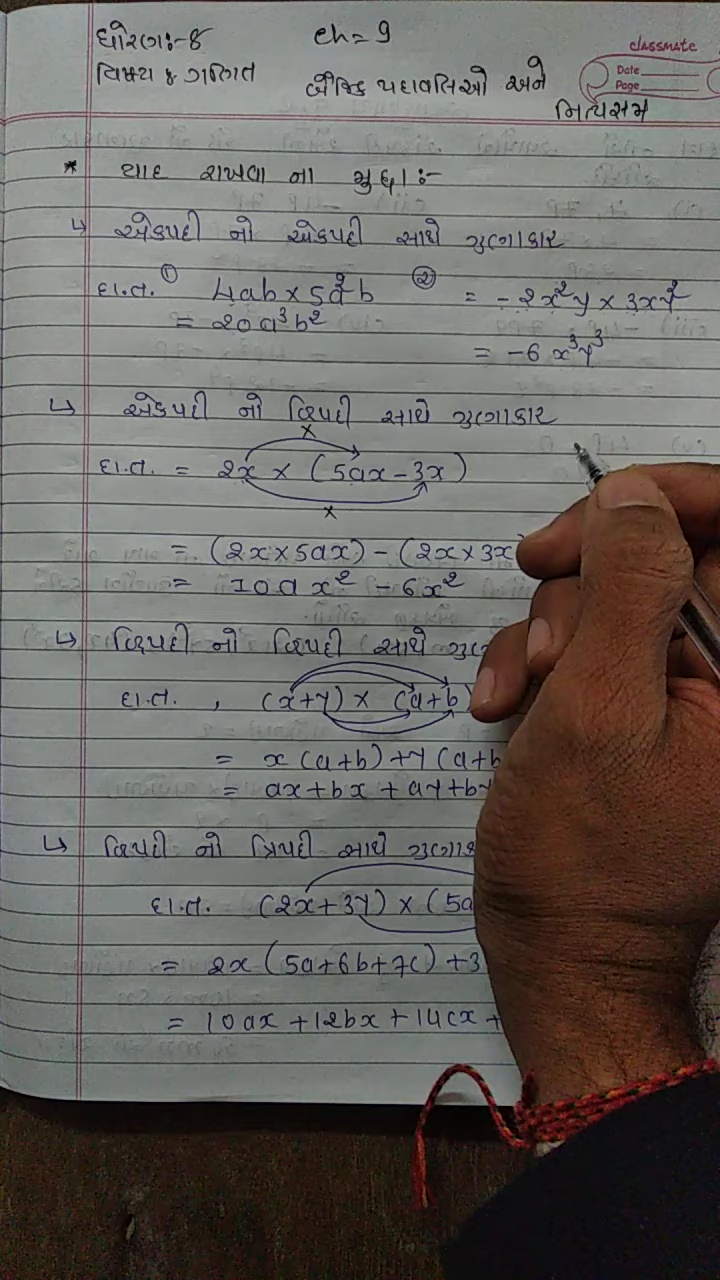 ધોરણ:-8 ch = 9
વિષય : ગણિત
બૈજિક પદાવલિઓ અને
નિત્યસમ
classmate
Date
Page
* યાદ રાખવા ના મુદ્દા :-
↳ એકપદી નો એકપદી સાથે ગુણાકાર
દા.ત. ① 4ab × 5a²b ② = - 2x²y × 3xy²
= 20a³b²
= -6x³y³
↳ એકપદી નો દ્વિપદી સાથે ગુણાકાર
×
દા.ત. = 2x × (5ax - 3x)
×
= (2x × 5ax) - (2x × 3x
= 10ax² - 6x²
↳ દ્વિપદી નો દ્વિપદી સાથે ગુણ
દા.ત. , (x+y) × (a+b)
= x (a+b) + y (a+b
= ax + bx + ay + by
↳ દ્વિપદી નો ત્રિપદી સાથે ગુણાક
દા.ત. (2x + 3y) × (5a
= 2x (5a + 6b + 7c) + 3
= 10ax + 12bx + 14cx +